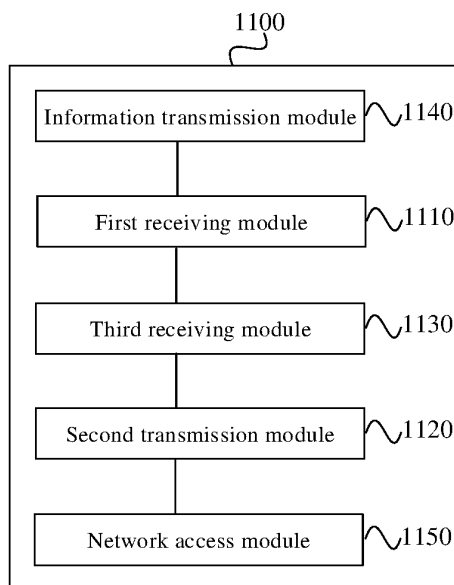 1100
Information transmission module 1140
First receiving module 1110
Third receiving module 1130
Second transmission module 1120
Network access module 1150